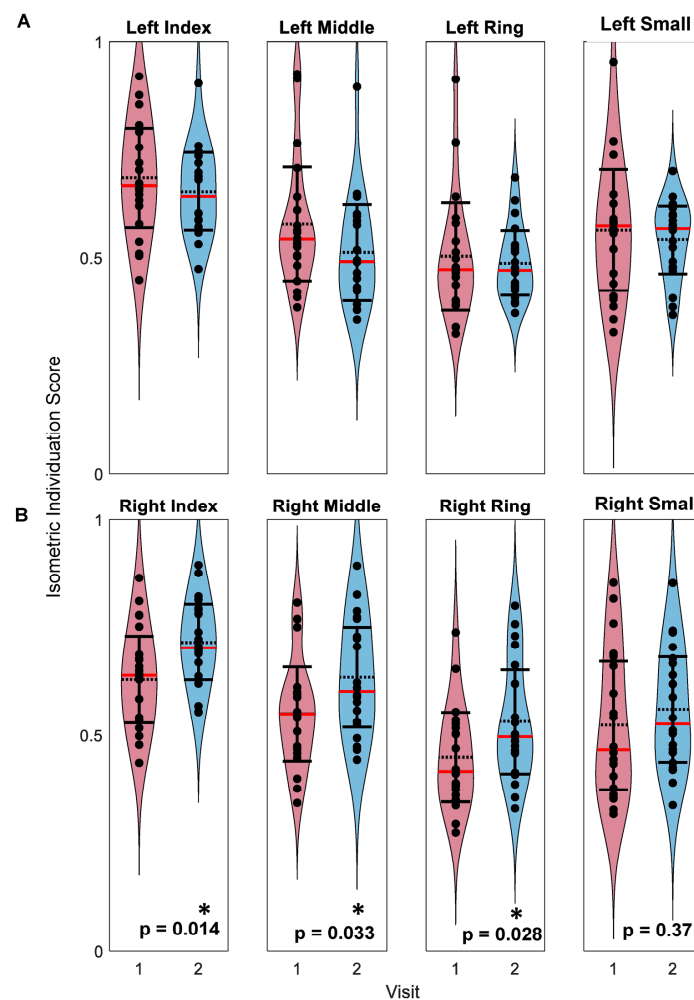 A
Left Index
Left Middle
Left Ring
Left Small
1
0.5
0
Isometric Individuation Score
B
Right Index
Right Middle
Right Ring
Right Smal
1
0.5
0
*
p = 0.014
*
p = 0.033
*
p = 0.028
p = 0.37
1 2 1 2 1 2 1 2
Visit